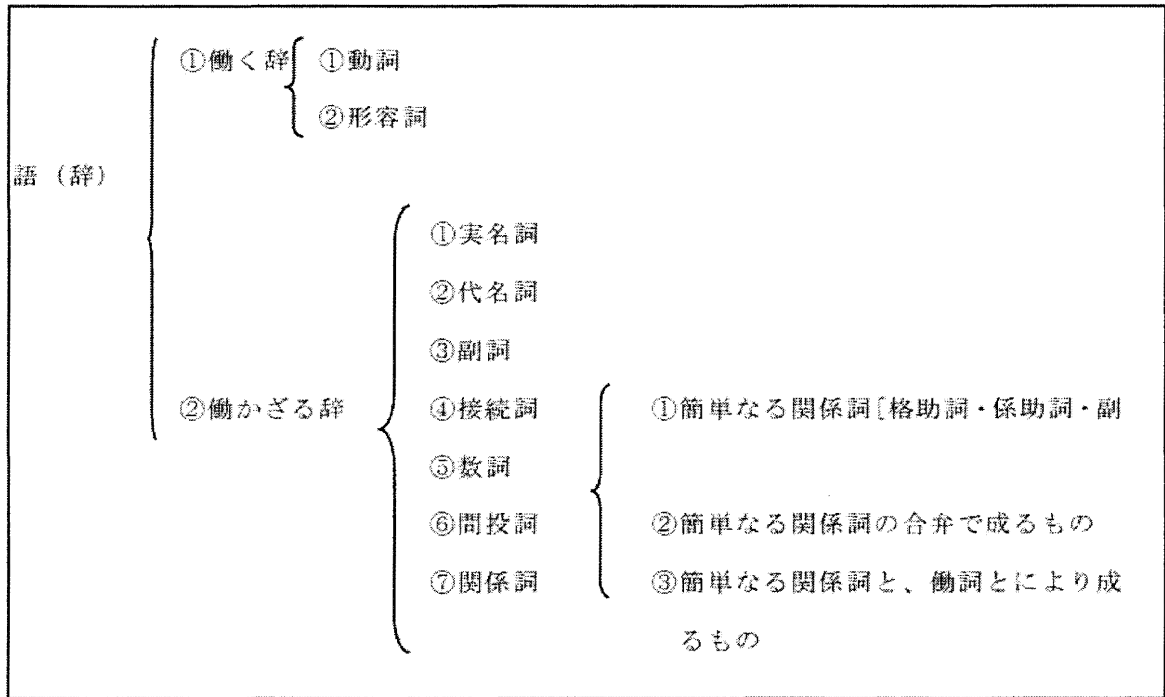 ①働く辞 ①動詞
②形容詞
語（辞）
①実名詞
②代名詞
③副詞
②働かざる辞 ④接続詞 ①簡単なる関係詞[格助詞・係助詞・副
⑤数詞
⑥間投詞 ②簡単なる関係詞の合弁で成るもの
⑦関係詞 ③簡単なる関係詞と、働詞とにより成
るもの